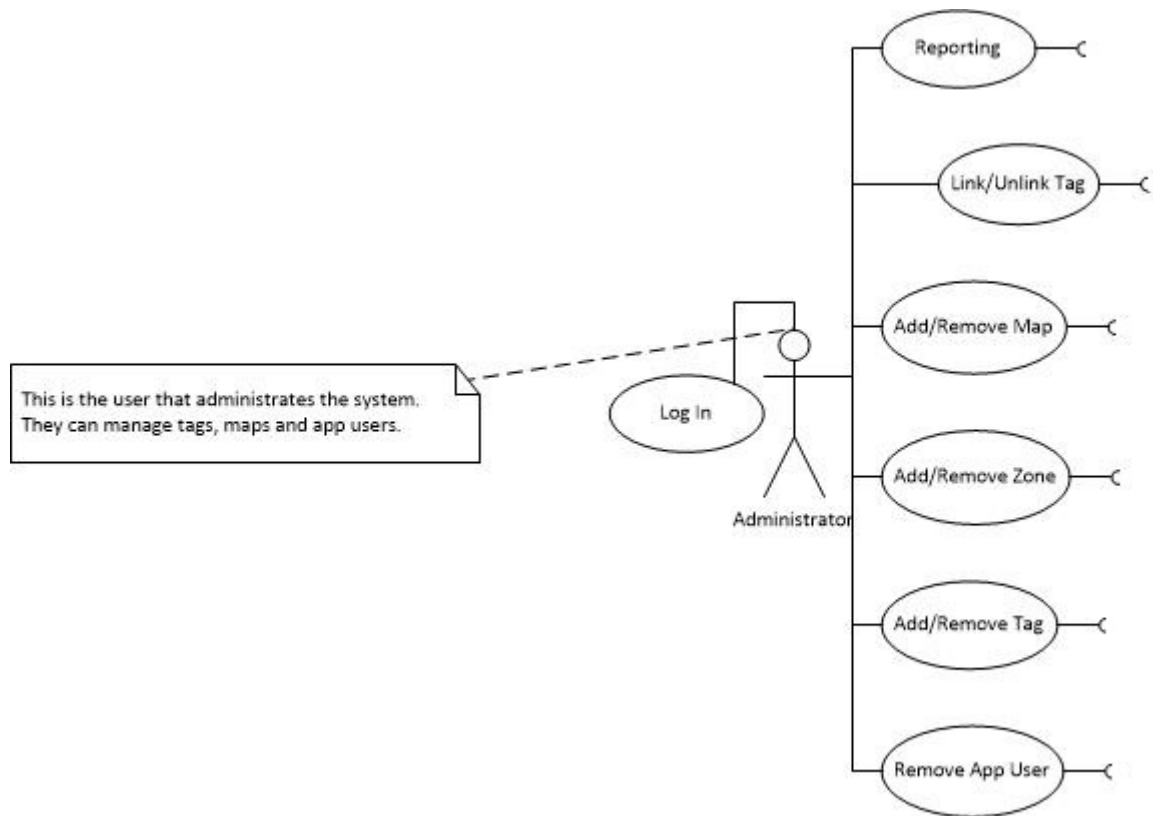 Reporting
Link/Unlink Tag
Add/Remove Map
This is the user that administrates the system.
They can manage tags, maps and app users.
Log In
Add/Remove Zone
Administrator
Add/Remove Tag
Remove App User